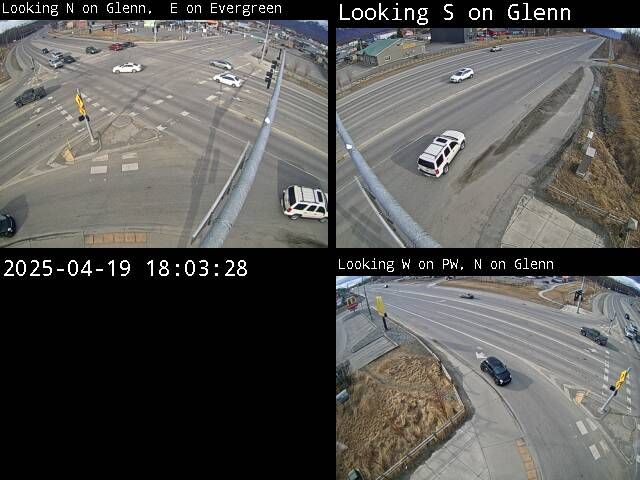 Looking N on Glenn,  E on Evergreen
Looking S on Glenn
2025-04-19 18:03:28
Looking W on PW, N on Glenn